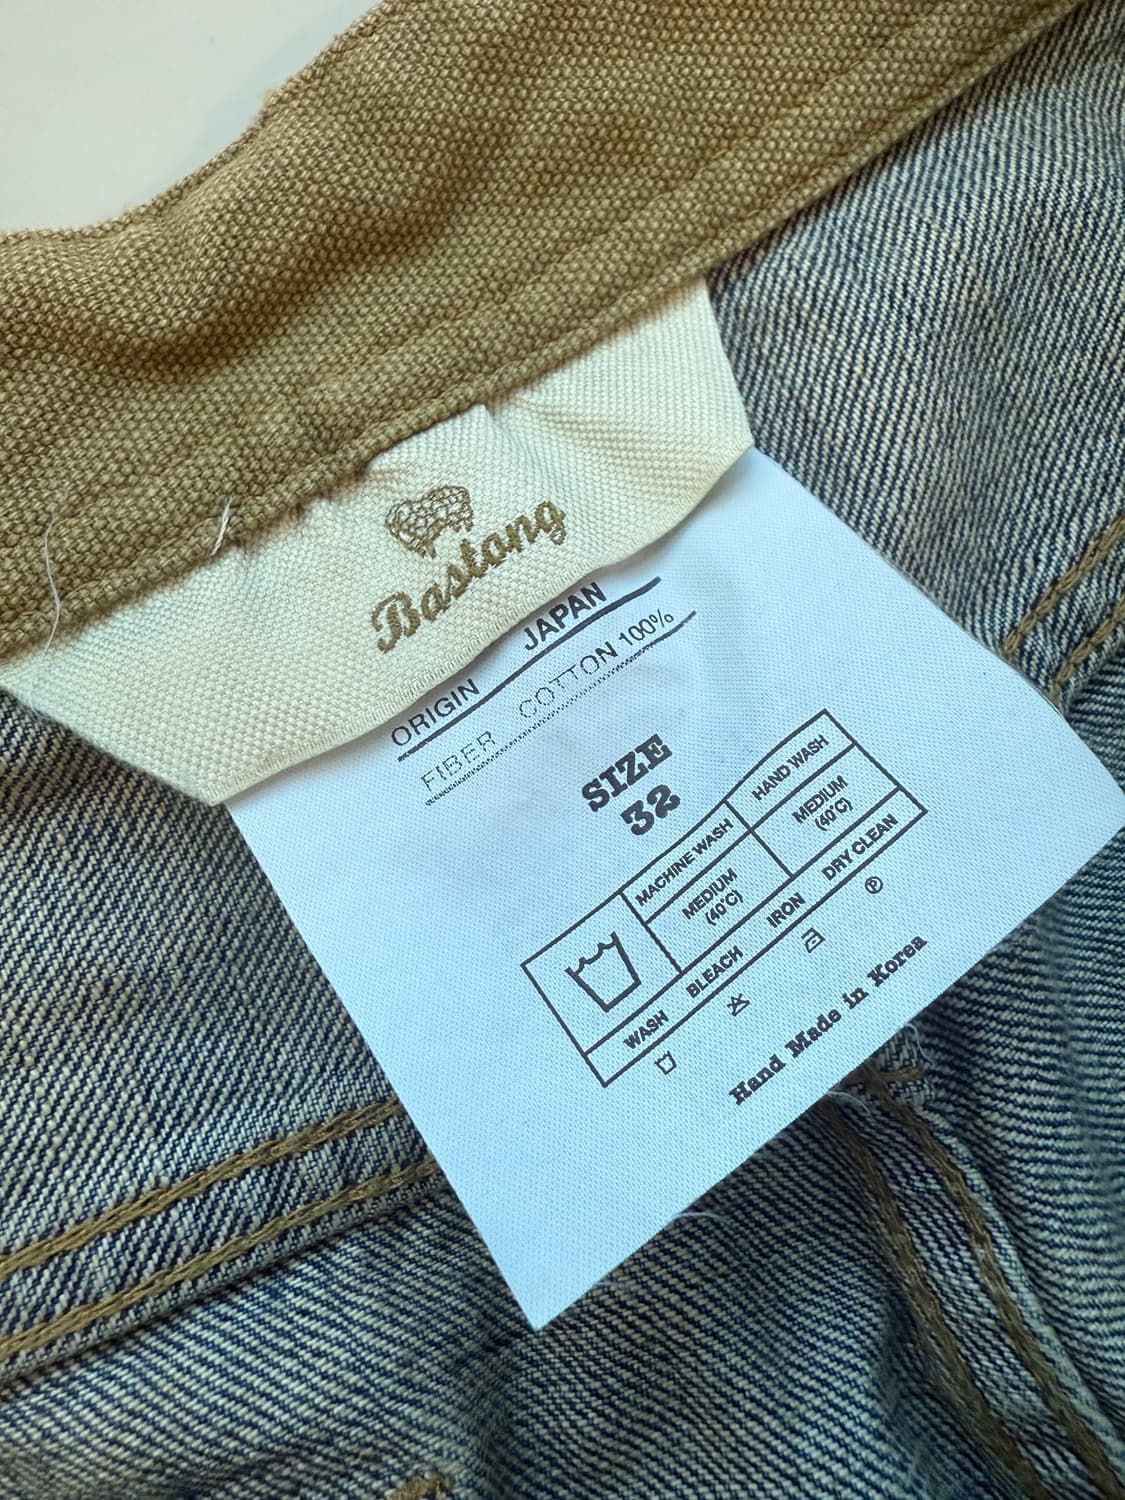 Bastong
ORIGIN JAPAN
FIBER COTTON 100%
SIZE
32
MACHINE WASH HAND WASH
MEDIUM
(40°C)
MEDIUM
(40°C)
WASH BLEACH IRON DRY CLEAN
P
Hand Made in Korea